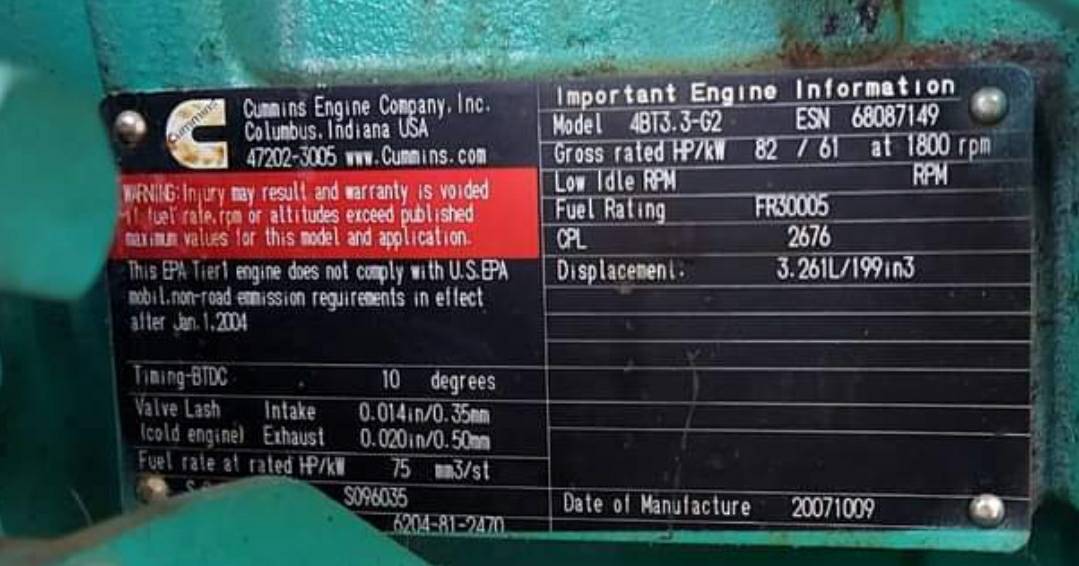 Cummins
Cummins Engine Company, Inc.
Columbus, Indiana USA
47202-3005 www.Cummins.com
WARNING: Injury may result and warranty is voided
if fuel rate, rpm or altitudes exceed published
maximum values for this model and application.
This EPA Tier1 engine does not comply with U.S.EPA
mobil.non-road emmission requirements in effect
after Jan.1,2004
Timing-BTDC 10 degrees
Valve Lash Intake 0.014in/0.35mm
(cold engine) Exhaust 0.020in/0.50mm
Fuel rate at rated HP/kW 75 mm3/st
S096035
6204-81-2470
Important Engine Information
Model 4BT3.3-G2 ESN 68087149
Gross rated HP/kW 82 / 61 at 1800 rpm
Low Idle RPM RPM
Fuel Rating FR30005
CPL 2676
Displacement: 3.261L/199in3
Date of Manufacture 20071009